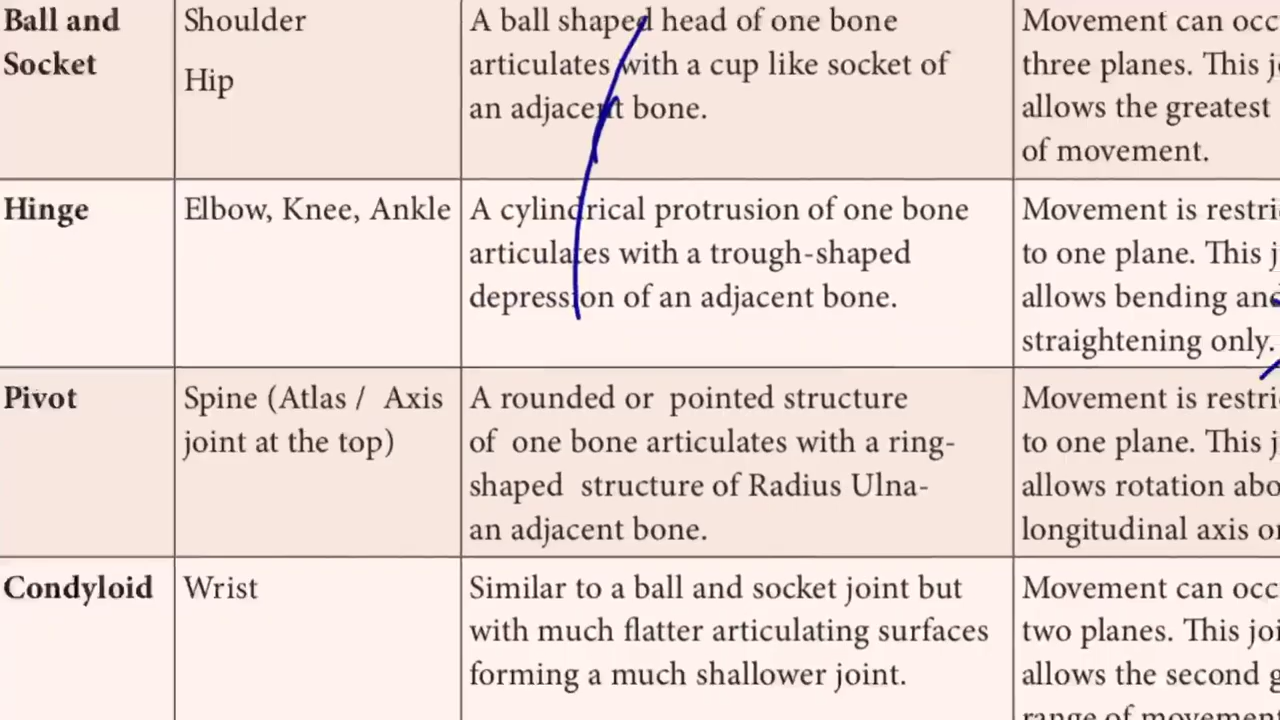 Ball and
Socket
Shoulder
Hip
A ball shaped head of one bone
articulates with a cup like socket of
an adjacent bone.
Movement can occ
three planes. This j
allows the greatest
of movement.
Hinge
Elbow, Knee, Ankle
A cylindrical protrusion of one bone
articulates with a trough-shaped
depression of an adjacent bone.
Movement is restri
to one plane. This j
allows bending and
straightening only.
Pivot
Spine (Atlas / Axis
joint at the top)
A rounded or pointed structure
of one bone articulates with a ring-
shaped structure of Radius Ulna-
an adjacent bone.
Movement is restri
to one plane. This j
allows rotation abo
longitudinal axis o
Condyloid
Wrist
Similar to a ball and socket joint but
with much flatter articulating surfaces
forming a much shallower joint.
Movement can occ
two planes. This joi
allows the second g
range of movement